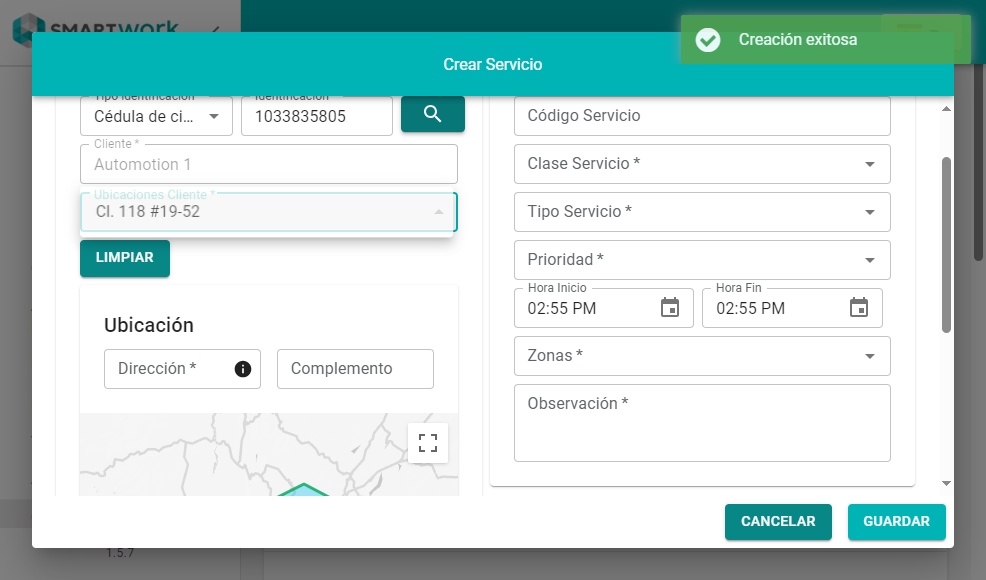 SMARTWork
Creación exitosa
Crear Servicio
Tipo Identificación
Cédula de ci...
Identificación
1033835805
Cliente *
Automotion 1
Ubicaciones Cliente *
Cl. 118 #19-52
LIMPIAR
Ubicación
Dirección *
Complemento
Código Servicio
Clase Servicio *
Tipo Servicio *
Prioridad *
Hora Inicio
02:55 PM
Hora Fin
02:55 PM
Zonas *
Observación *
CANCELAR
GUARDAR
1.5.7